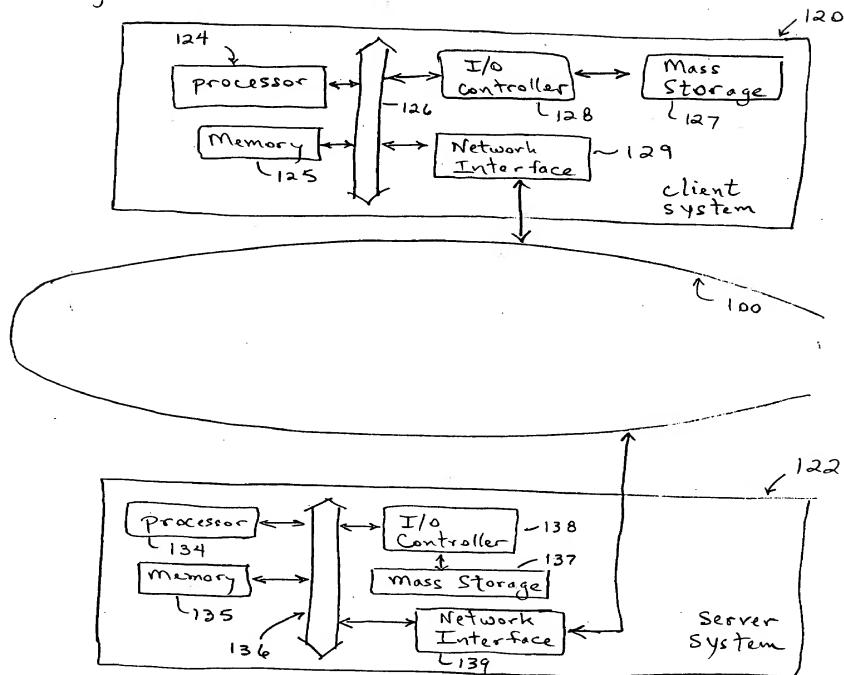 120
124
processor
I/O
controller
128
Mass
Storage
127
126
Memory
125
Network
Interface
129
client
system
100
122
processor
134
I/O
Controller
138
137
Mass Storage
Memory
135
136
Network
Interface
139
Server
System